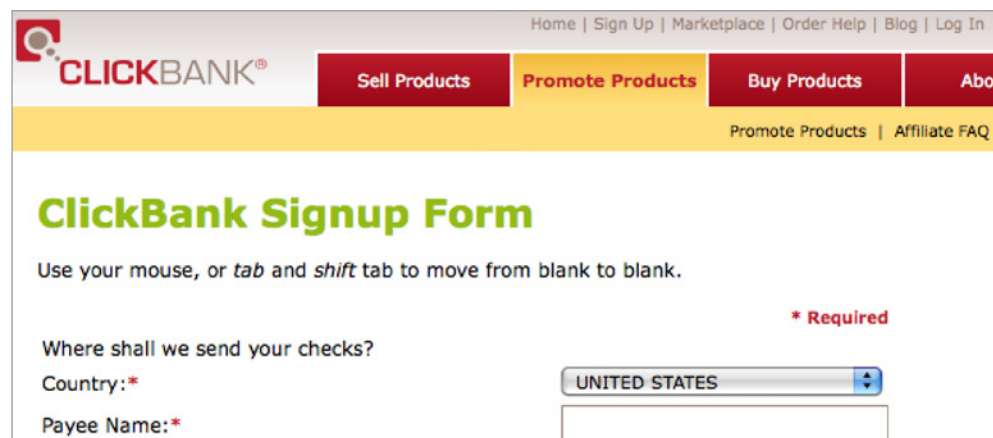 Home | Sign Up | Marketplace | Order Help | Blog | Log In
CLICKBANK®
Sell Products
Promote Products
Buy Products
Abo
Promote Products | Affiliate FAQ
ClickBank Signup Form
Use your mouse, or tab and shift tab to move from blank to blank.
* Required
Where shall we send your checks?
Country:* UNITED STATES
Payee Name:*